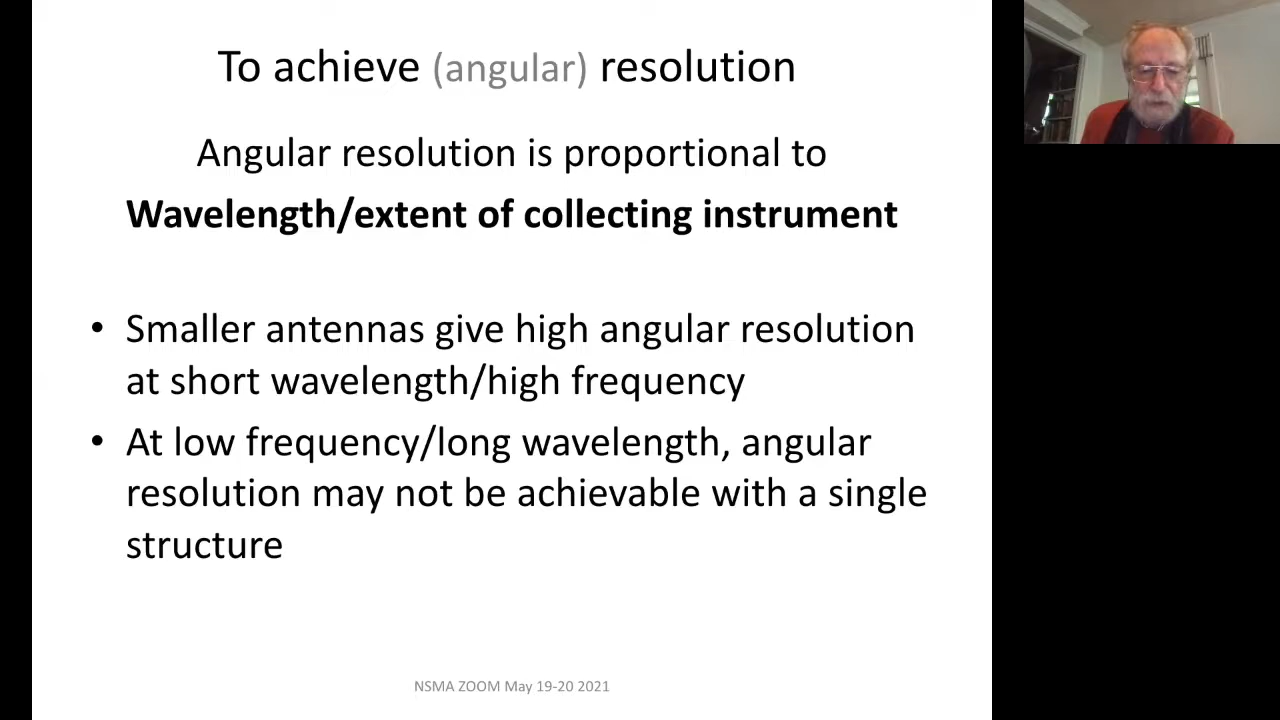 To achieve (angular) resolution
Angular resolution is proportional to
Wavelength/extent of collecting instrument
• Smaller antennas give high angular resolution
at short wavelength/high frequency
• At low frequency/long wavelength, angular
resolution may not be achievable with a single
structure
NSMA ZOOM May 19-20 2021